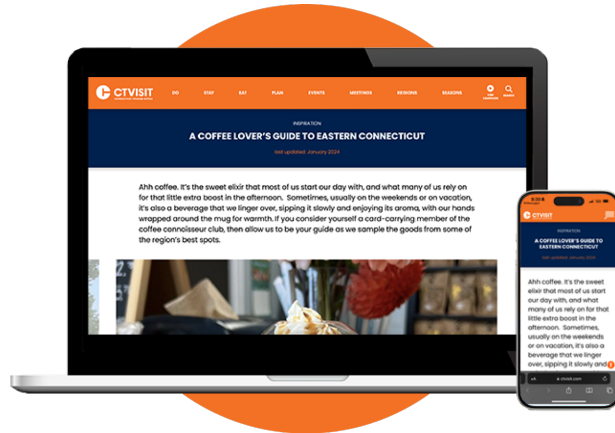 CTVISIT
DO STAY EAT PLAN EVENTS MEETINGS REGIONS SEASONS
SEARCH
INSPIRATION
A COFFEE LOVER'S GUIDE TO EASTERN CONNECTICUT
last updated January 2024
Ahh coffee. It's the sweet elixir that most of us start our day with, and what many of us rely on
for that little extra boost in the afternoon. Sometimes, usually on the weekends or on vacation,
it's also a beverage that we linger over, sipping it slowly and enjoying its aroma, with our hands
wrapped around the mug for warmth. If you consider yourself a card-carrying member of the
coffee connoisseur club, then allow us to be your guide as we sample the goods from some of
the region's best spots.
CTVISIT
INSPIRATION
A COFFEE LOVER'S GUIDE TO
EASTERN CONNECTICUT
last updated January 2024
Ahh coffee. It's the sweet
elixir that most of us start
our day with, and what
many of us rely on for that
little extra boost in the
afternoon. Sometimes,
usually on the weekends
or on vacation, it's also a
beverage that we linger
over, sipping it slowly and
AA ctvisit.com